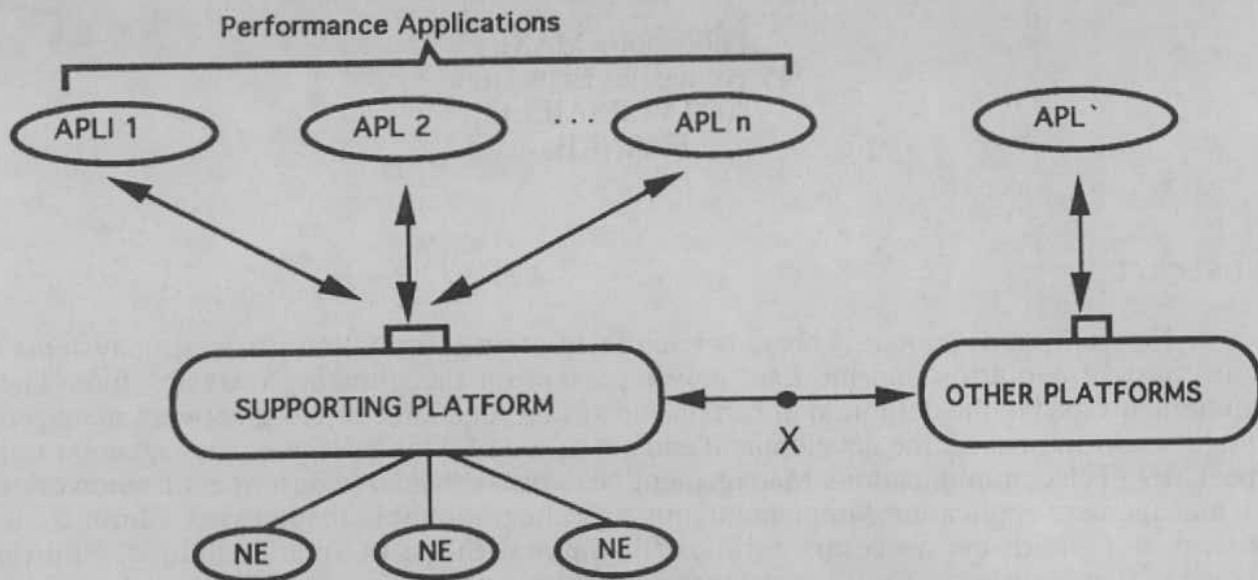 Performance Applications
APLI 1
APL 2
....
APL n
APL`
SUPPORTING PLATFORM
OTHER PLATFORMS
X
NE
NE
NE